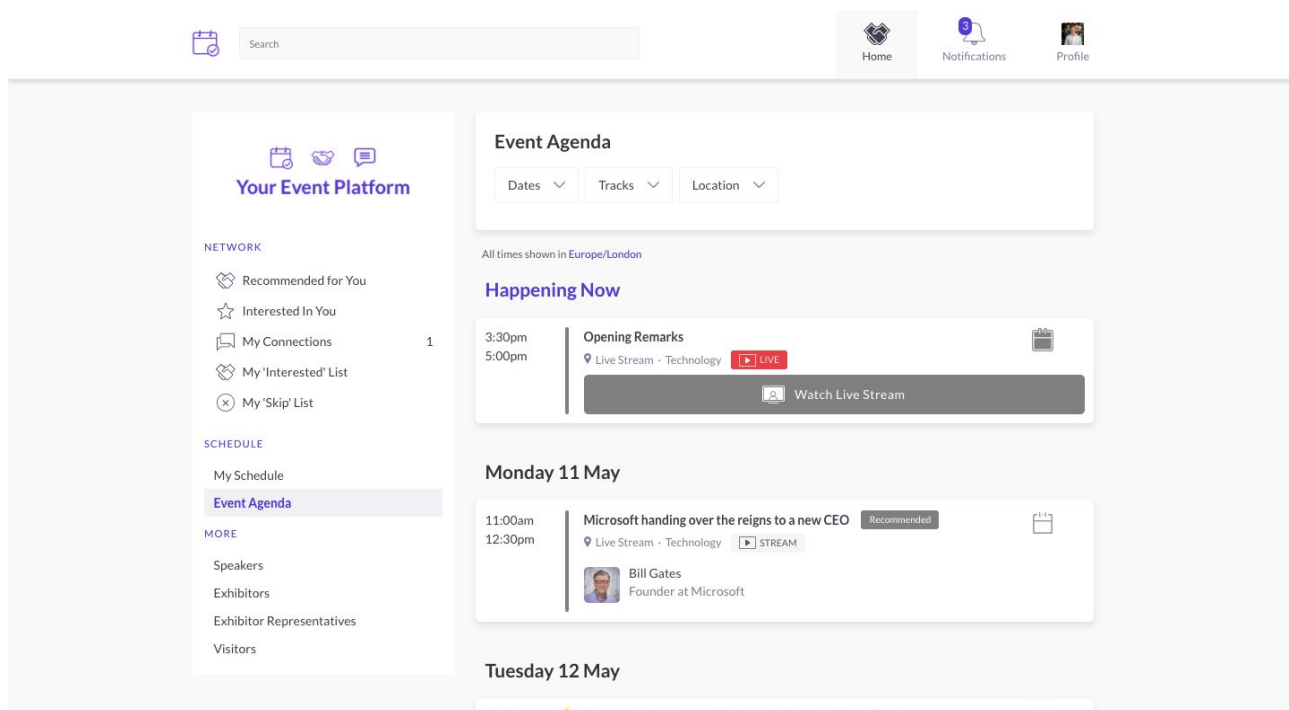 Search
Home
3
Notifications
Profile
Your Event Platform
NETWORK
Recommended for You
Interested In You
My Connections 1
My 'Interested' List
My 'Skip' List
SCHEDULE
My Schedule
Event Agenda
MORE
Speakers
Exhibitors
Exhibitor Representatives
Visitors
Event Agenda
Dates Tracks Location
All times shown in Europe/London
Happening Now
3:30pm
5:00pm
Opening Remarks
Live Stream · Technology LIVE
Watch Live Stream
Monday 11 May
11:00am
12:30pm
Microsoft handing over the reigns to a new CEO Recommended
Live Stream · Technology STREAM
Bill Gates
Founder at Microsoft
Tuesday 12 May